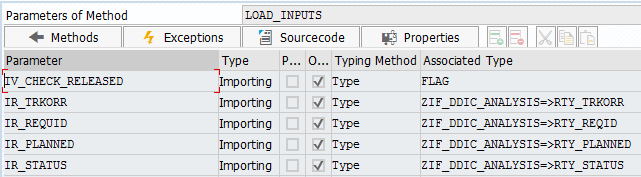 Parameters of Method LOAD_INPUTS
Methods Exceptions Sourcecode Properties
Parameter Type P... O... Typing Method Associated Type
IV_CHECK_RELEASED Importing Type FLAG
IR_TRKORR Importing Type ZIF_DDIC_ANALYSIS=>RTY_TRKORR
IR_REQUID Importing Type ZIF_DDIC_ANALYSIS=>RTY_REQID
IR_PLANNED Importing Type ZIF_DDIC_ANALYSIS=>RTY_PLANNED
IR_STATUS Importing Type ZIF_DDIC_ANALYSIS=>RTY_STATUS